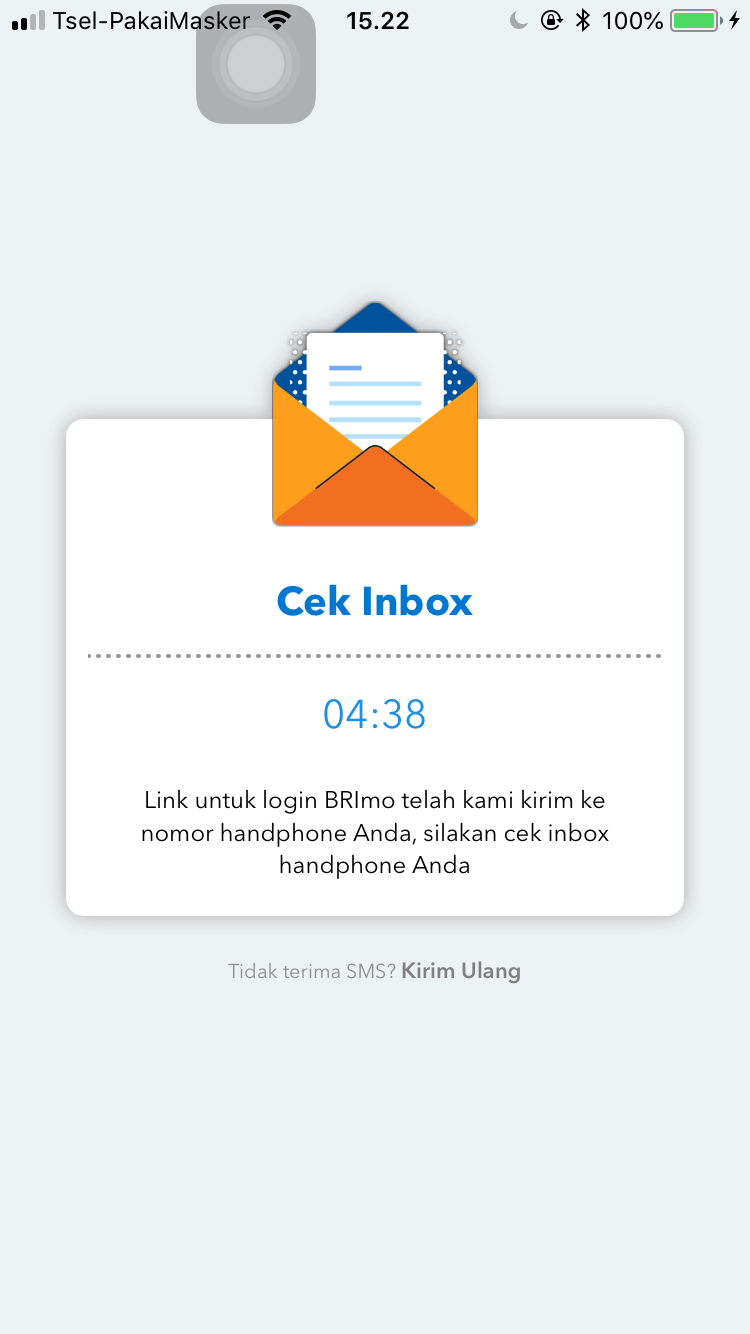 Tsel-PakaiMasker 15.22 100%
Cek Inbox
04:38
Link untuk login BRImo telah kami kirim ke
nomor handphone Anda, silakan cek inbox
handphone Anda
Tidak terima SMS? Kirim Ulang